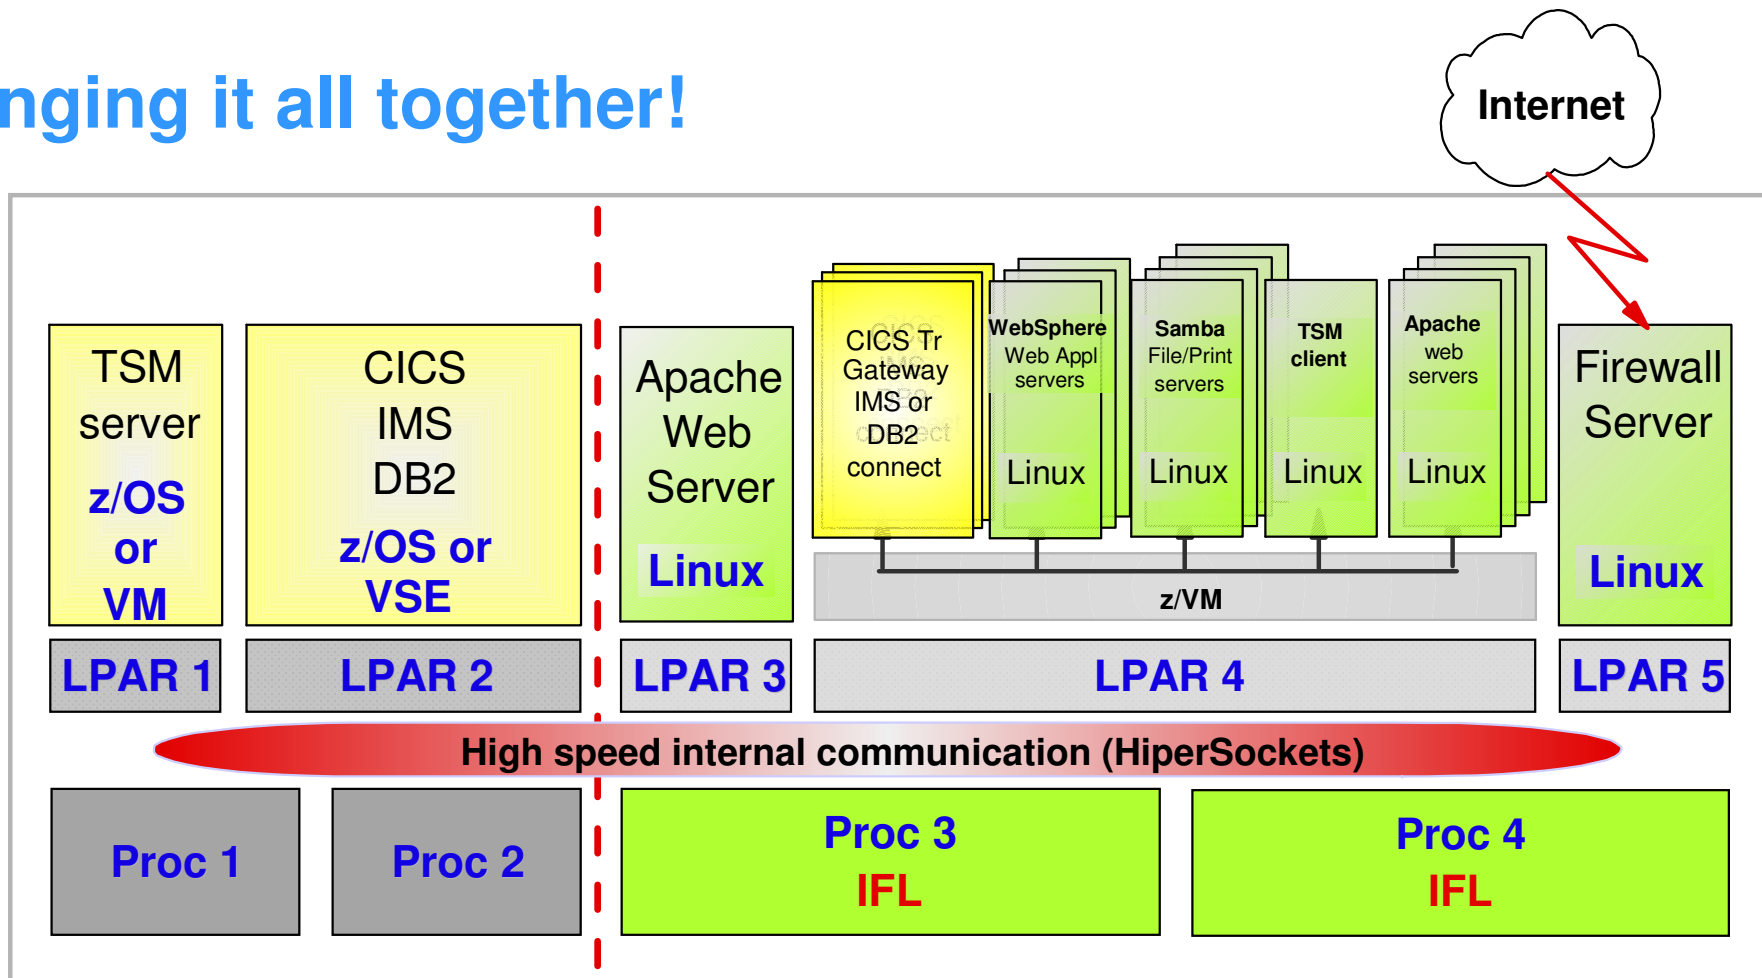 nging it all together!
Internet
TSM
server
z/OS
or
VM
CICS
IMS
DB2
z/OS or
VSE
Apache
Web
Server
Linux
CICS Tr
Gateway
IMS or
DB2
connect
WebSphere
Web Appl
servers
Linux
Samba
File/Print
servers
Linux
TSM
client
Linux
Apache
web
servers
Linux
z/VM
Firewall
Server
Linux
LPAR 1
LPAR 2
LPAR 3
LPAR 4
LPAR 5
High speed internal communication (HiperSockets)
Proc 1
Proc 2
Proc 3
IFL
Proc 4
IFL